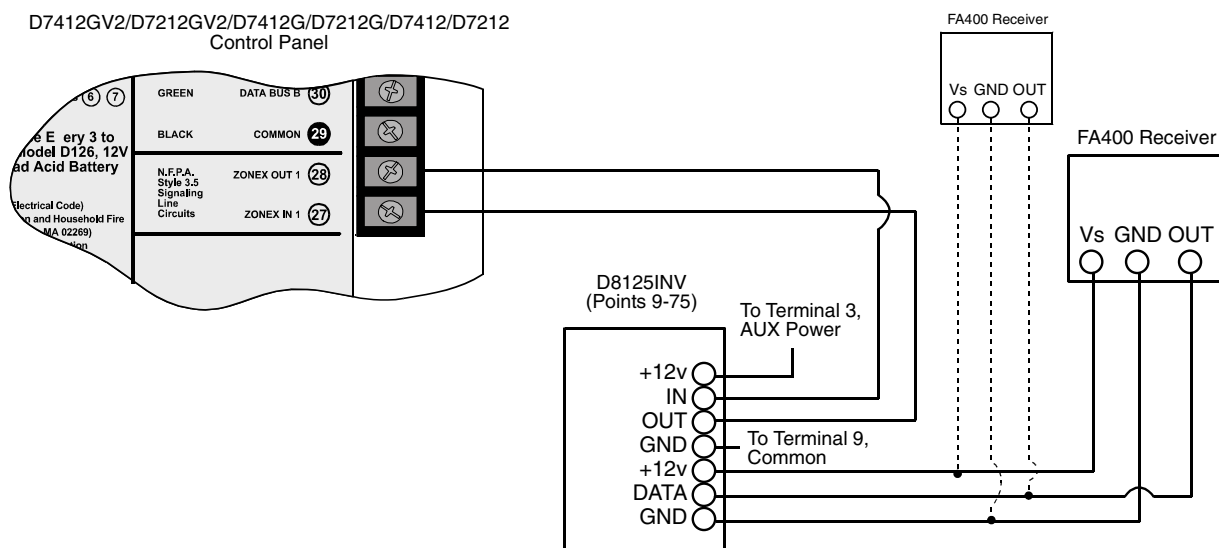 D7412GV2/D7212GV2/D7412G/D7212G/D7412/D7212
Control Panel
6 7
GREEN DATA BUS B 30
BLACK COMMON 29
ery 3 to
odel D126, 12V
ad Acid Battery
N.F.P.A.
Style 3.5
Signaling
Line
Circuits
ZONEX OUT 1 28
ZONEX IN 1 27
lectrical Code)
and Household Fire
MA 02269)
FA400 Receiver
Vs GND OUT
FA400 Receiver
Vs GND OUT
D8125INV
(Points 9-75)
To Terminal 3,
AUX Power
+12v
IN
OUT
GND
To Terminal 9,
Common
+12v
DATA
GND